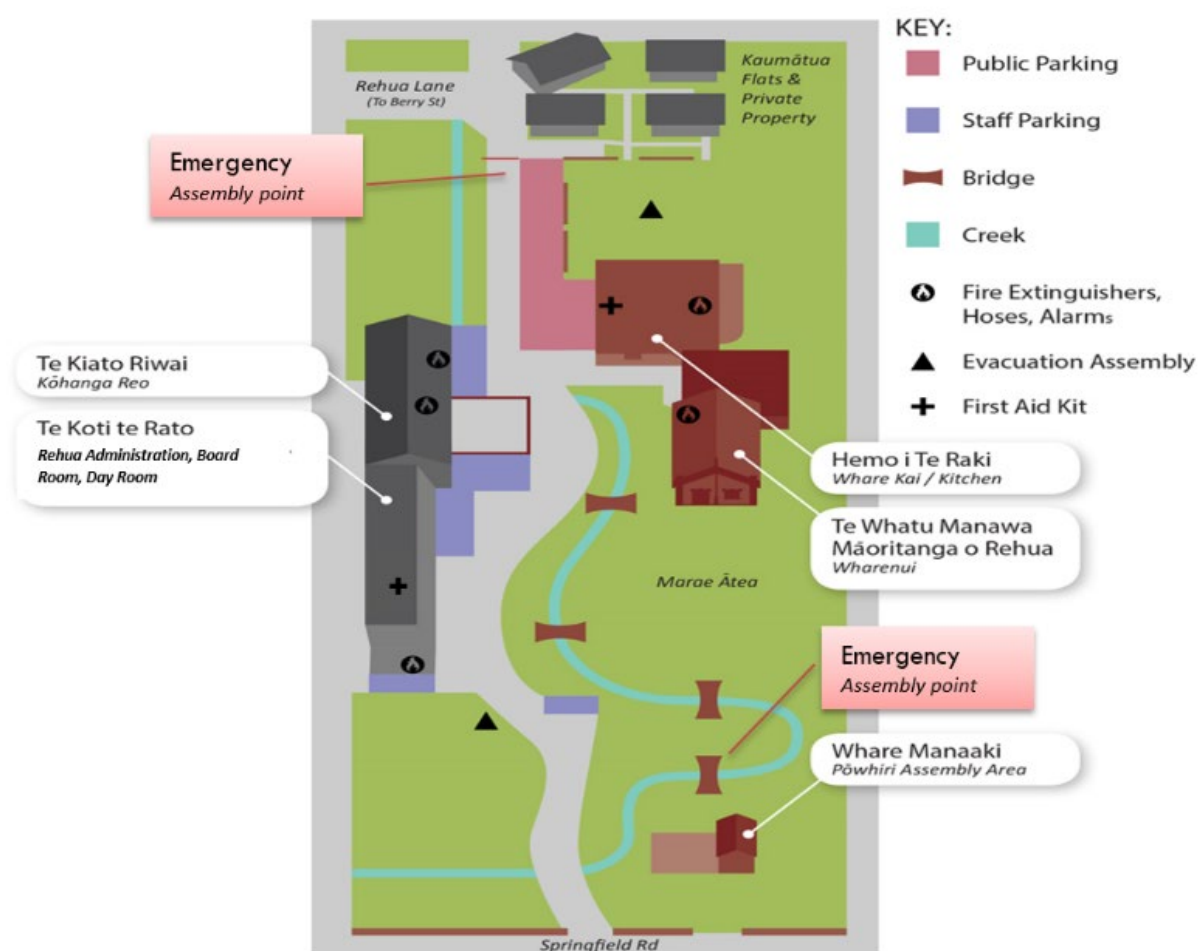 KEY:
Public Parking
Staff Parking
Bridge
Creek
Fire Extinguishers,
Hoses, Alarms
Evacuation Assembly
First Aid Kit
Rehua Lane
(To Berry St)
Kaumātua
Flats &
Private
Property
Emergency
Assembly point
Te Kiato Riwai
Kōhanga Reo
Te Koti te Rato
Rehua Administration, Board
Room, Day Room
Hemo i Te Raki
Whare Kai / Kitchen
Te Whatu Manawa
Māoritanga o Rehua
Wharenui
Marae Ātea
Emergency
Assembly point
Whare Manaaki
Pōwhiri Assembly Area
Springfield Rd